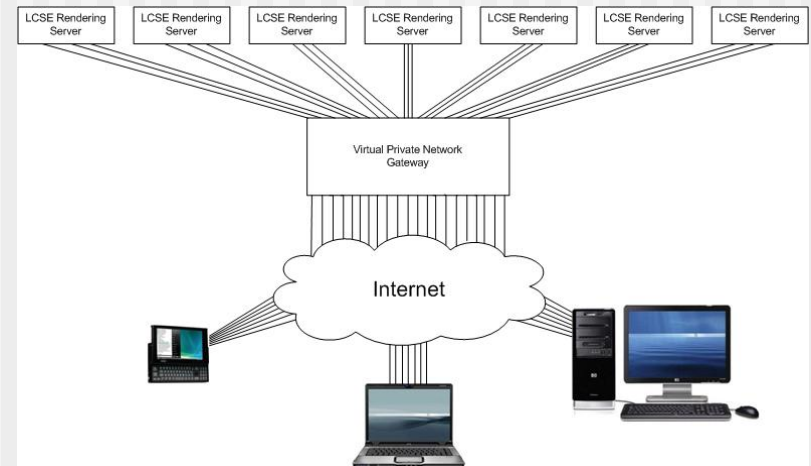 LCSE Rendering
Server
LCSE Rendering
Server
LCSE Rendering
Server
LCSE Rendering
Server
LCSE Rendering
Server
LCSE Rendering
Server
LCSE Rendering
Server
Virtual Private Network
Gateway
Internet